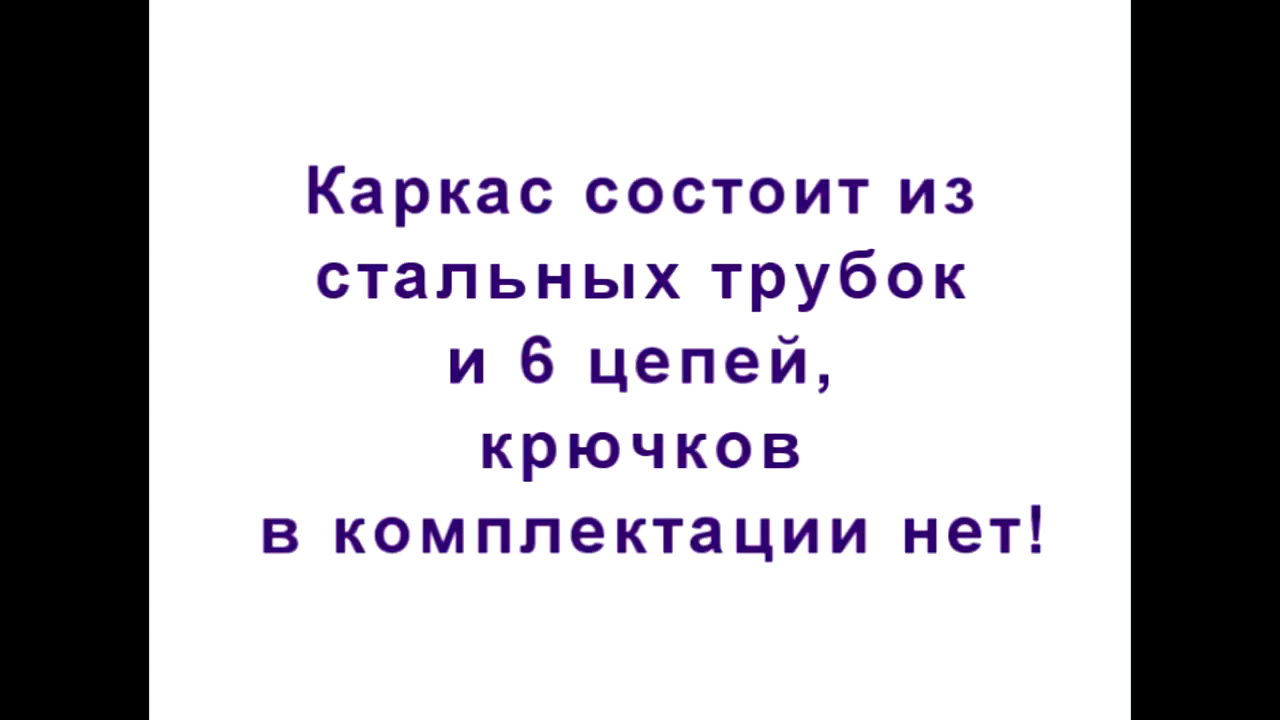 Каркас состоит из
стальных трубок
и 6 цепей,
крючков
в комплектации нет!